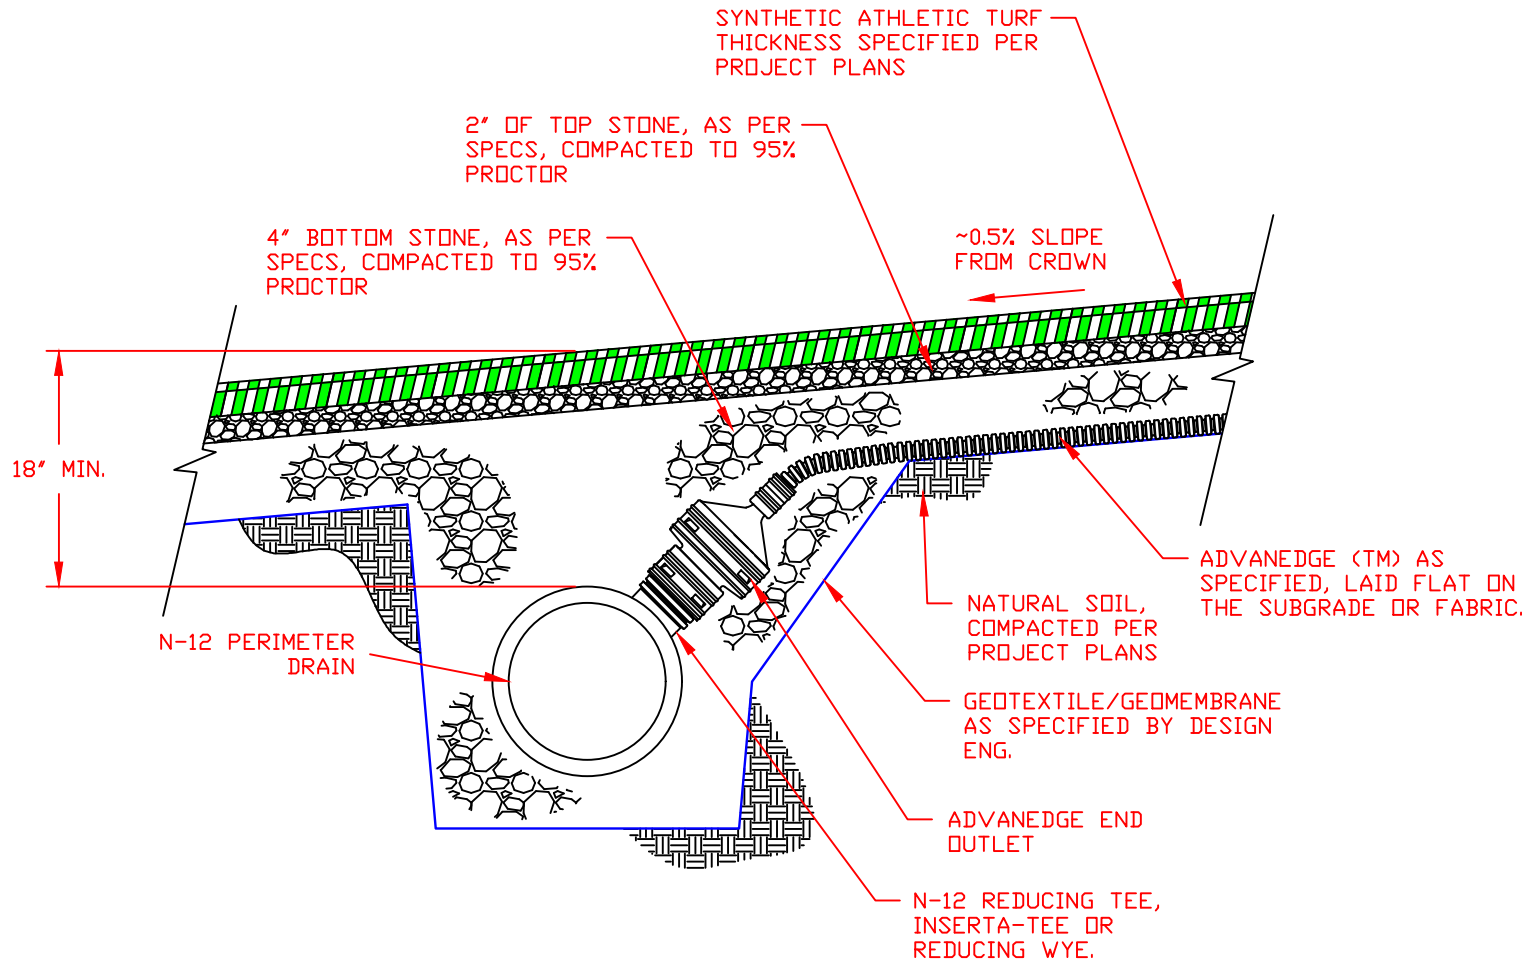 SYNTHETIC ATHLETIC TURF
THICKNESS SPECIFIED PER
PROJECT PLANS
2" OF TOP STONE, AS PER
SPECS, COMPACTED TO 95%
PROCTOR
4" BOTTOM STONE, AS PER
SPECS, COMPACTED TO 95%
PROCTOR
~0.5% SLOPE
FROM CROWN
18" MIN.
ADVANEDGE (TM) AS
SPECIFIED, LAID FLAT ON
THE SUBGRADE OR FABRIC.
NATURAL SOIL,
COMPACTED PER
PROJECT PLANS
N-12 PERIMETER
DRAIN
GEOTEXTILE/GEOMEMBRANE
AS SPECIFIED BY DESIGN
ENG.
ADVANEDGE END
OUTLET
N-12 REDUCING TEE,
INSERTA-TEE OR
REDUCING WYE.